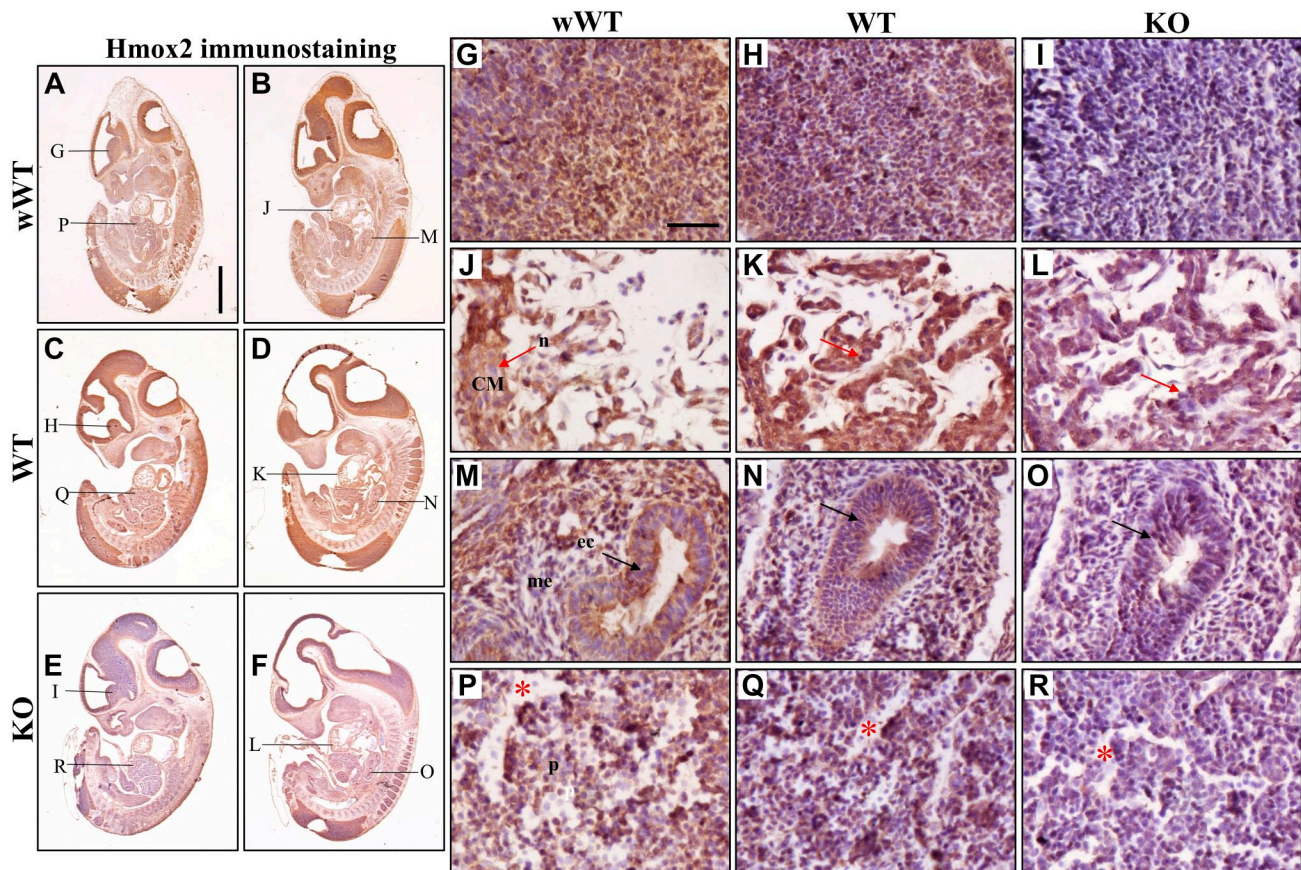 Hmox2 immunostaining
wWT WT KO
A B
G
P
J
M
wWT
C D
H
Q
K
N
WT
E F
I
R
L
O
KO
G H I
J K L
n
CM
M N O
ec
me
P Q R
* * *
p